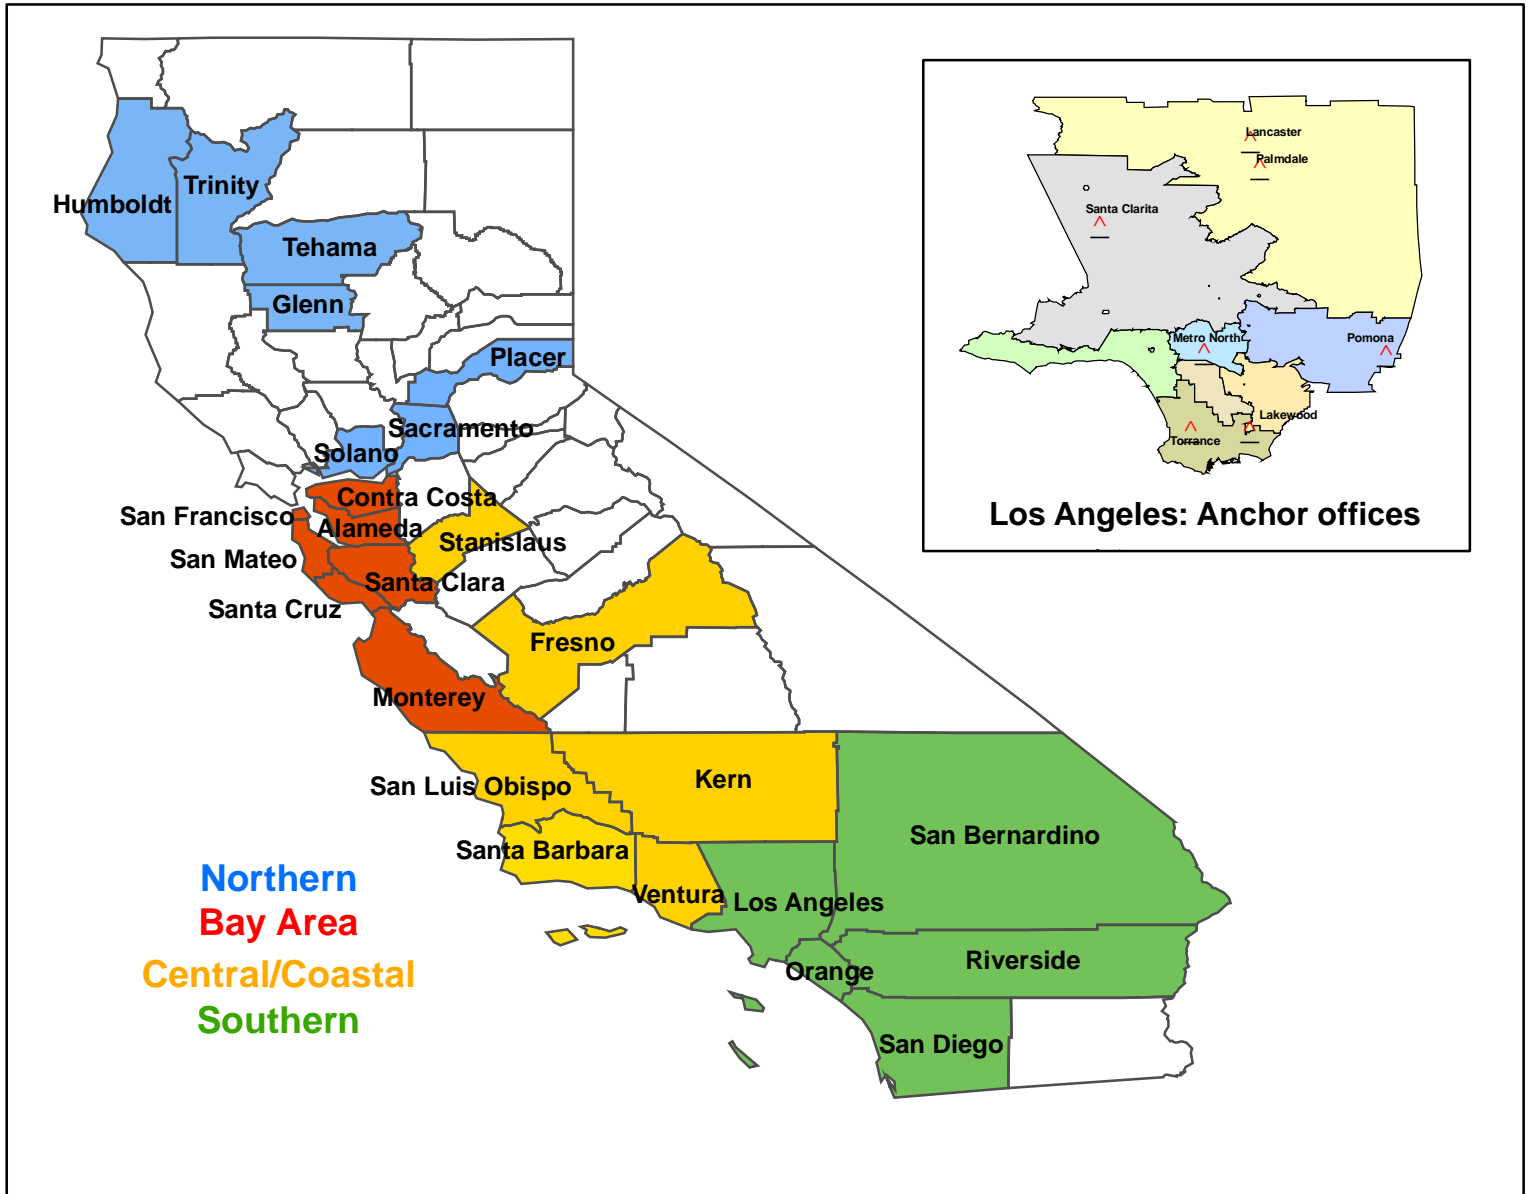 Humboldt
Trinity
Tehama
Glenn
Placer
Sacramento
Solano
Contra Costa
San Francisco
Alameda
Stanislaus
San Mateo
Santa Clara
Santa Cruz
Fresno
Monterey
San Luis Obispo
Kern
Santa Barbara
Ventura
Los Angeles
San Bernardino
Riverside
Orange
San Diego
Northern
Bay Area
Central/Coastal
Southern
Lancaster
Palmdale
Santa Clarita
Metro North
Pomona
Lakewood
Torrance
Los Angeles: Anchor offices